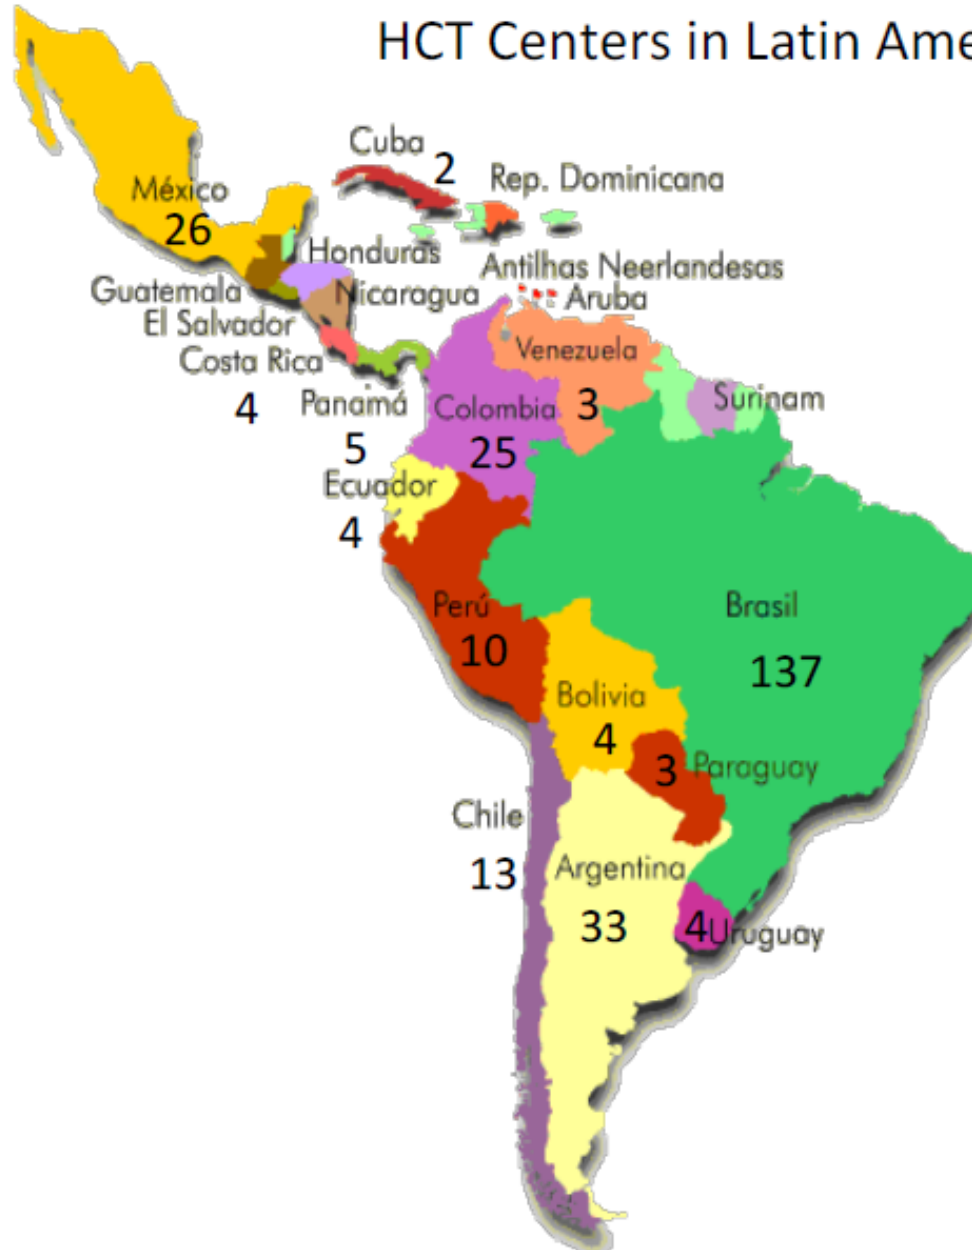 HCT Centers in Latin Ame
Cuba
2
Rep. Dominicana
México
26
Honduras
Antilhas Neerlandesas
Guatemala
Nicaragua
Aruba
El Salvador
Costa Rica
Venezuela
4
Panamá
Colombia
3
Surinam
5
25
Ecuador
4
Perú
10
Brasil
137
Bolivia
4
3 Paraguay
Chile
13
Argentina
33
4 Uruguay